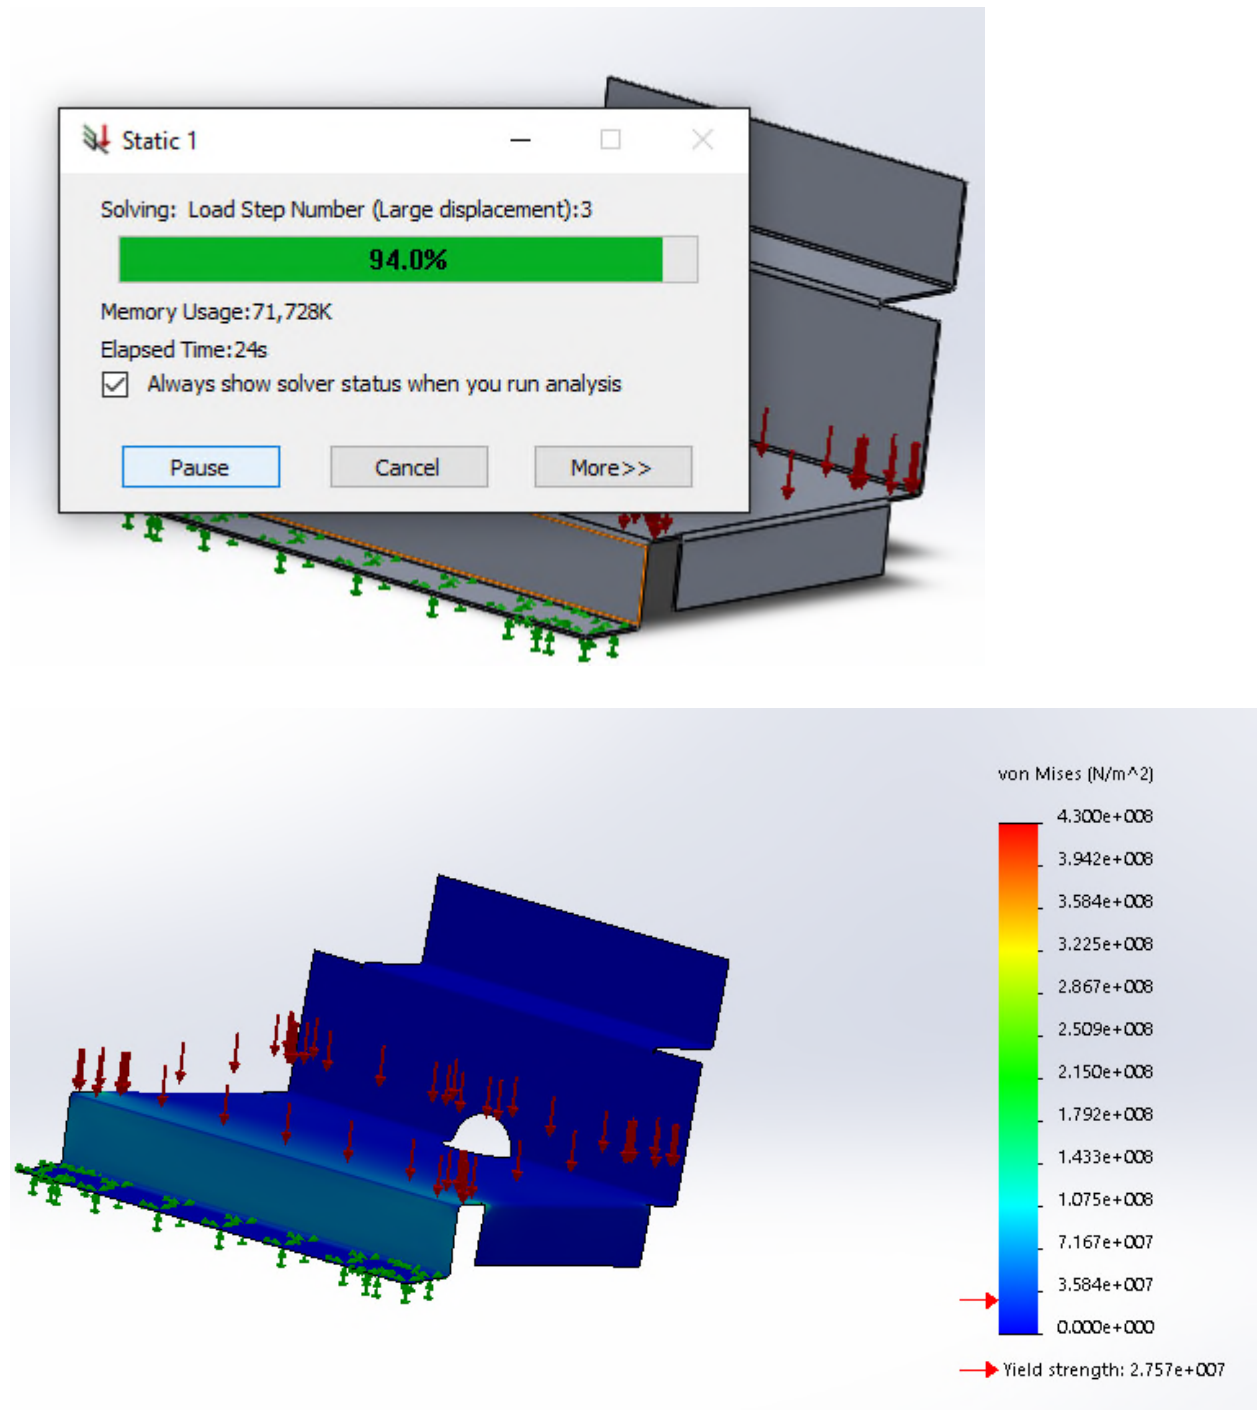 Static 1
Solving: Load Step Number (Large displacement):3
94.0%
Memory Usage:71,728K
Elapsed Time:24s
Always show solver status when you run analysis
Pause Cancel More>>
von Mises (N/m^2)
4.300e+008
3.942e+008
3.584e+008
3.225e+008
2.867e+008
2.509e+008
2.150e+008
1.792e+008
1.433e+008
1.075e+008
7.167e+007
3.584e+007
0.000e+000
Yield strength: 2.757e+007